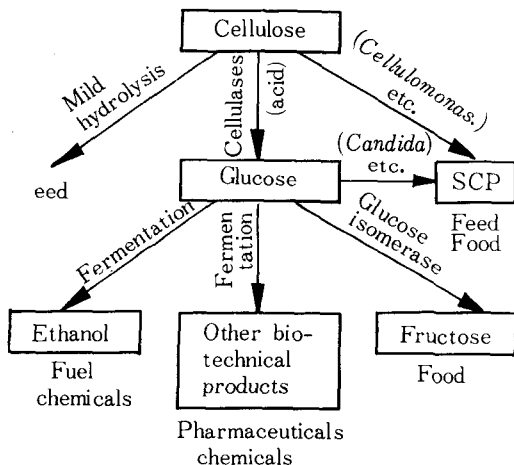 Cellulose
Mild
hydrolysis
Cellulases
(acid)
(Cellulomonas.)
etc.
eed
Glucose
(Candida)
etc.
SCP
Feed
Food
Fermentation
Fermen
tation
Glucose
isomerase
Ethanol
Fuel
chemicals
Other bio-
technical
products
Pharmaceuticals
chemicals
Fructose
Food